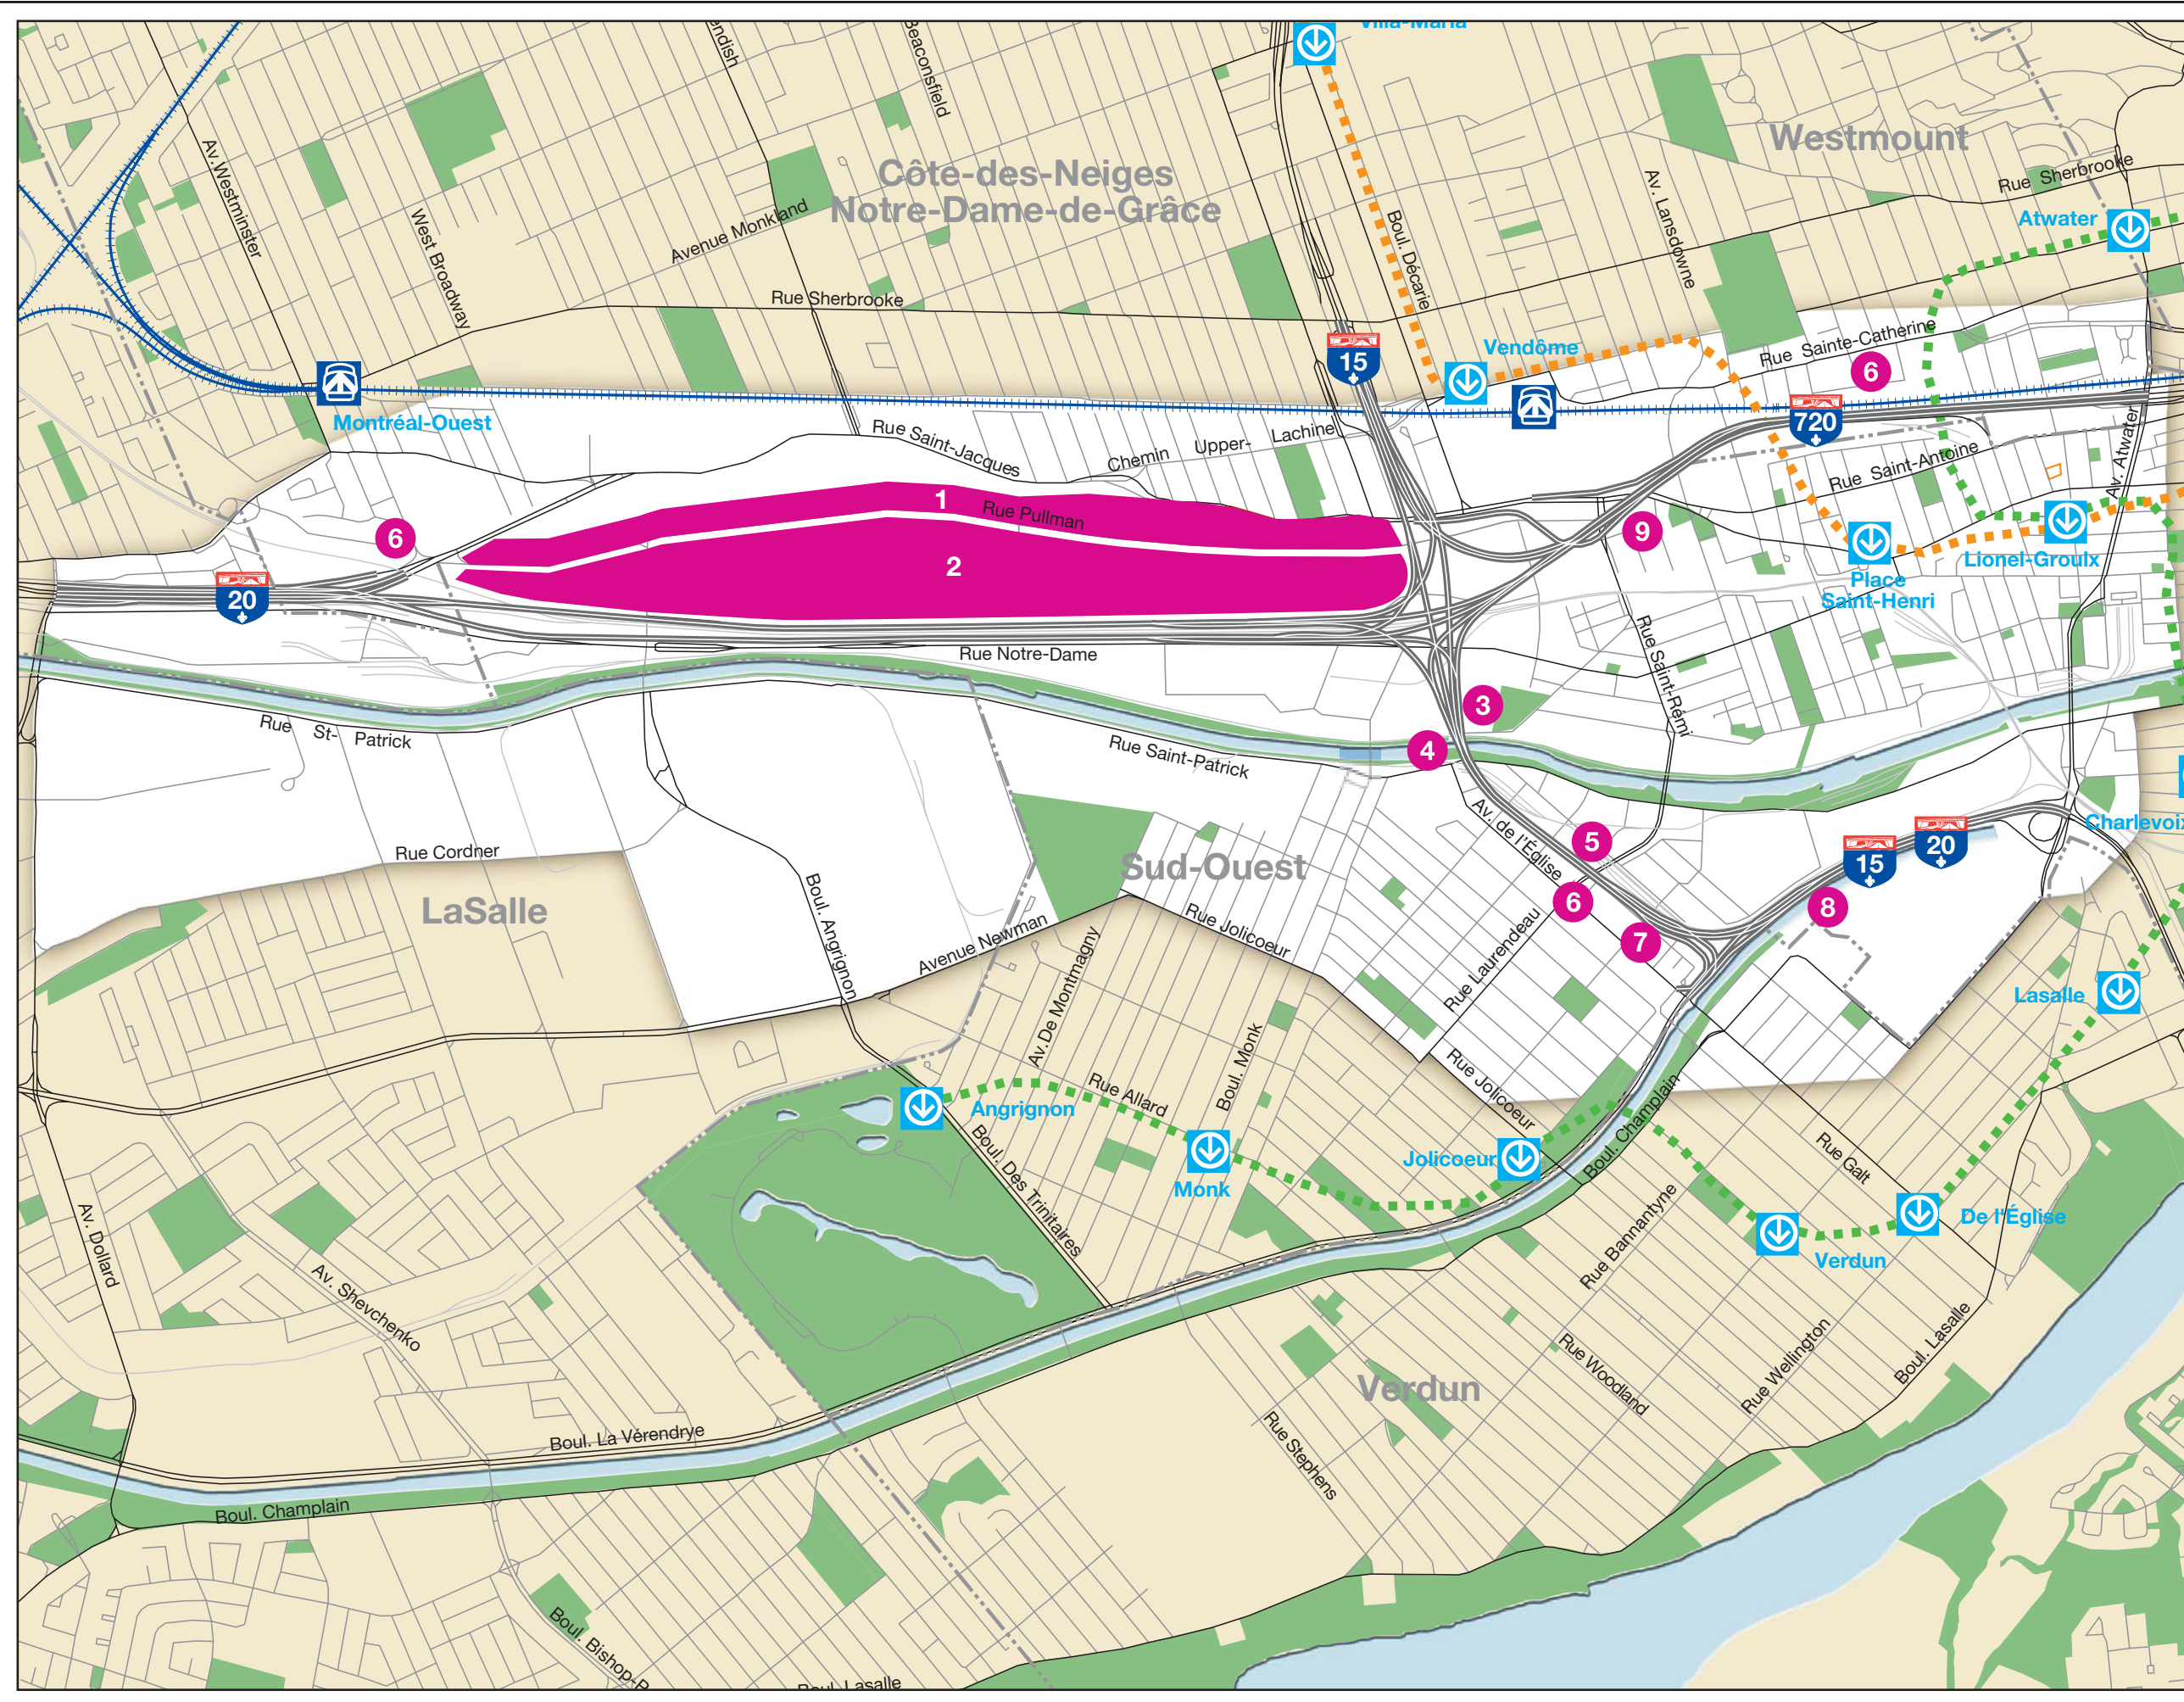 Villa-Maria
Beaconsfield
Av. Westminster
West Broadway
Avenue Monkland
Côte-des-Neiges
Notre-Dame-de-Grâce
Westmount
Rue Sherbrooke
Atwater
Av. Lansdowne
Boul. Décarie
Rue Sherbrooke
Vendôme
15
Rue Sainte-Catherine
6
720
Montréal-Ouest
Rue Saint-Jacques
Chemin Upper- Lachine
Av. Atwater
Rue Saint-Antoine
1
Rue Pullman
2
6
9
Lionel-Groulx
Place
Saint-Henri
20
Rue Notre-Dame
Rue Saint-Rémi
3
4
Rue St- Patrick
Rue Saint-Patrick
Charlevoix
Av. de l'Église
5
15
20
Rue Cordner
Sud-Ouest
LaSalle
6
8
7
Boul. Angrignon
Avenue Newman
Rue Jolicoeur
Rue Laurendeau
Av. De Montmagny
Lasalle
Boul. Monk
Rue Allard
Rue Jolicoeur
Angrignon
Boul. Des Trinitaires
Monk
Jolicoeur
Boul. Champlain
Rue Galt
De l'Église
Verdun
Av. Dollard
Av. Shevchenko
Rue Bannantyne
Rue Woodland
Rue Wellington
Boul. Lasalle
Verdun
Rue Stephens
Boul. La Vérendrye
Boul. Champlain
Boul. Bishop-P
Boul. Lasalle